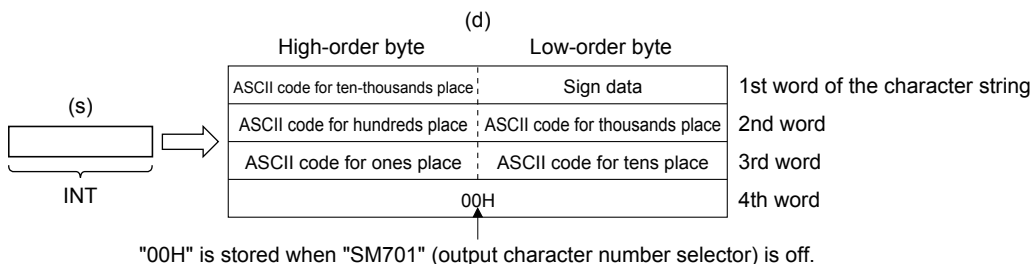 (d)
High-order byte Low-order byte
ASCII code for ten-thousands place Sign data 1st word of the character string
(s)
ASCII code for hundreds place ASCII code for thousands place 2nd word
ASCII code for ones place ASCII code for tens place 3rd word
INT
00H 4th word
"00H" is stored when "SM701" (output character number selector) is off.